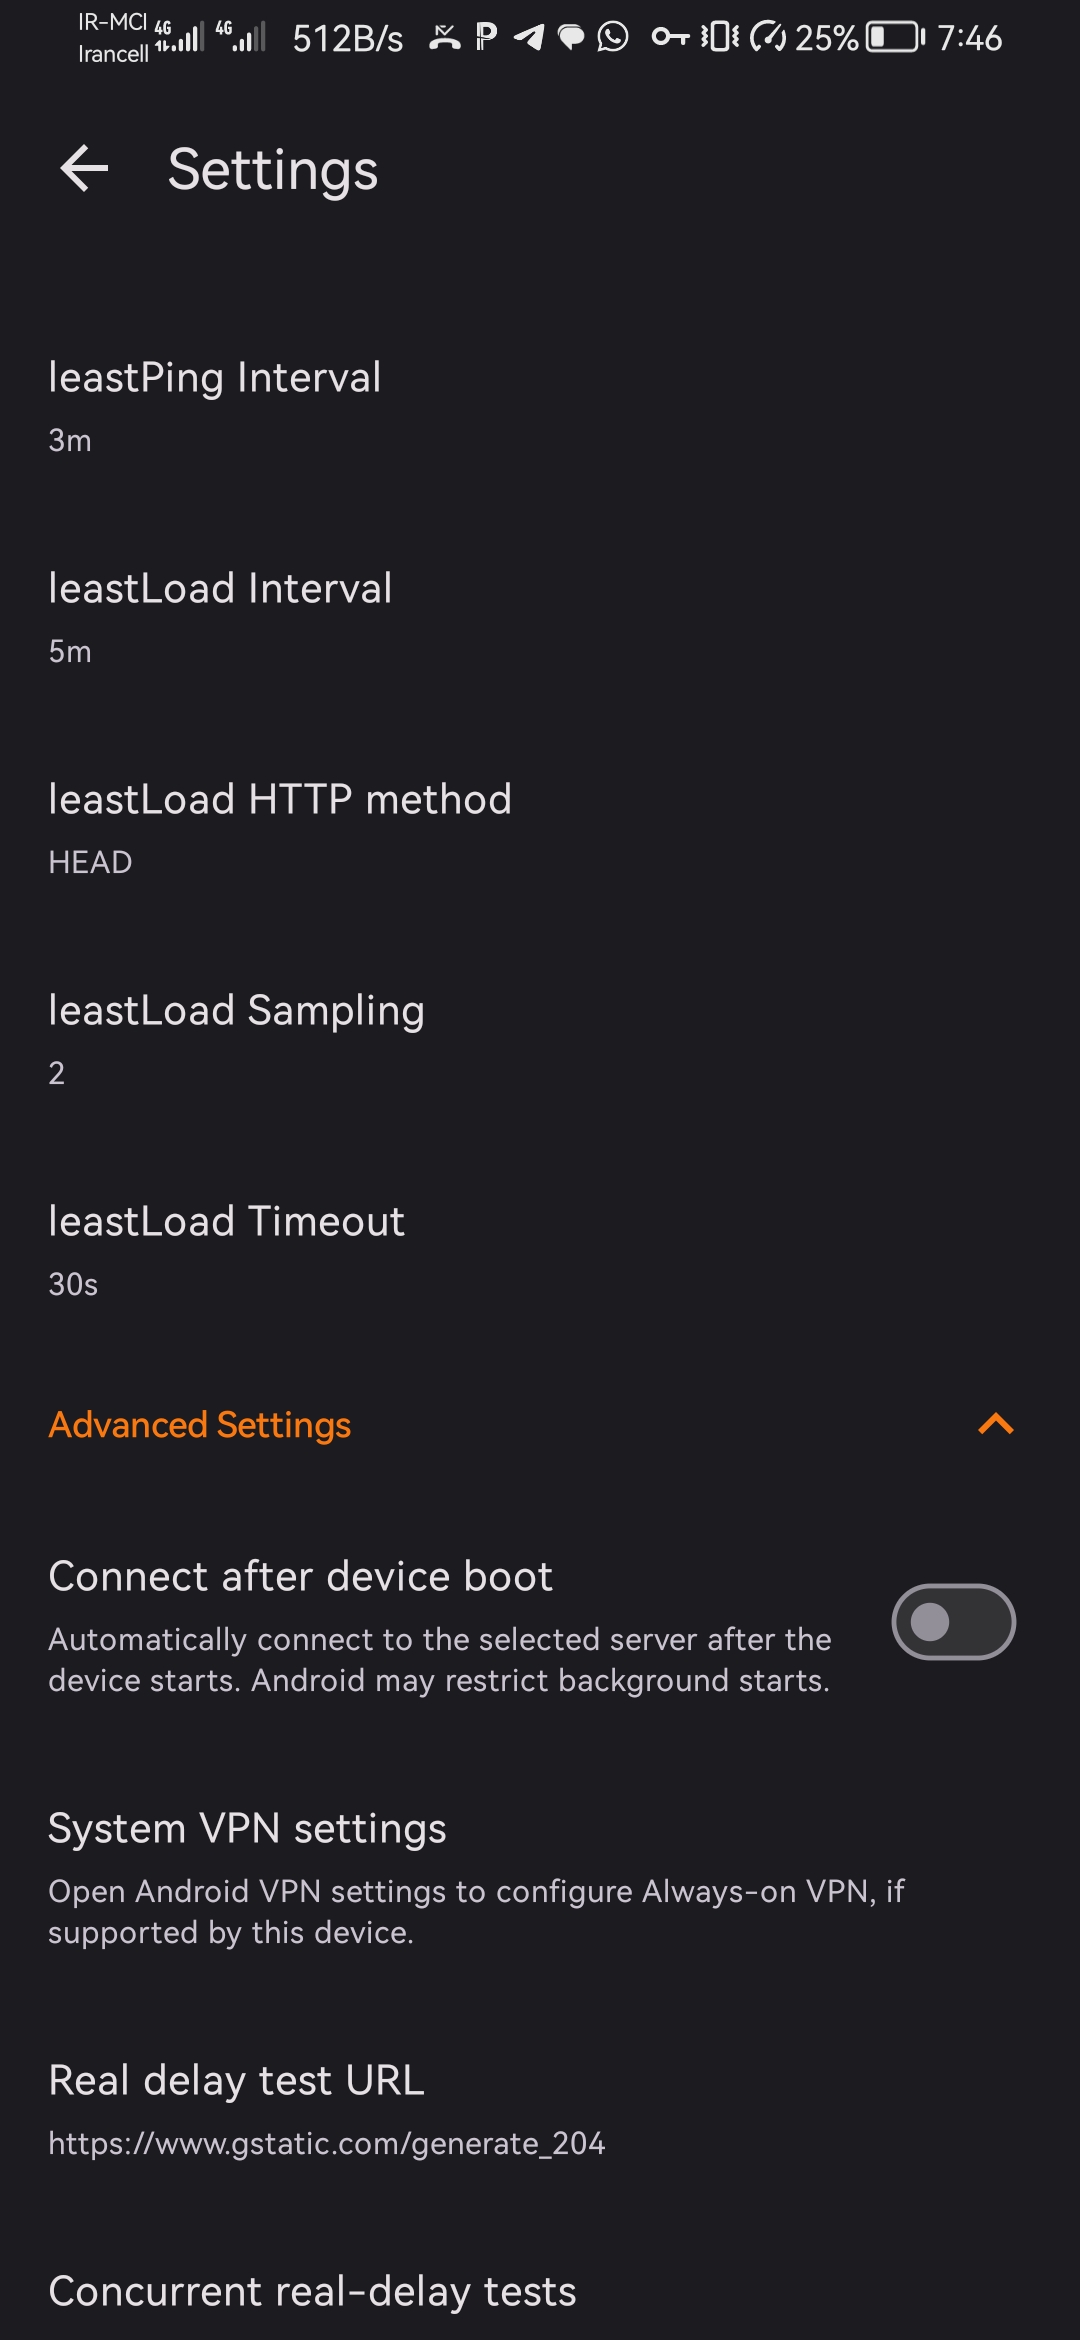 IR-MCI
Irancell
4G 4G 512B/s 25% 7:46
Settings
leastPing Interval
3m
leastLoad Interval
5m
leastLoad HTTP method
HEAD
leastLoad Sampling
2
leastLoad Timeout
30s
Advanced Settings
Connect after device boot
Automatically connect to the selected server after the
device starts. Android may restrict background starts.
System VPN settings
Open Android VPN settings to configure Always-on VPN, if
supported by this device.
Real delay test URL
https://www.gstatic.com/generate_204
Concurrent real-delay tests